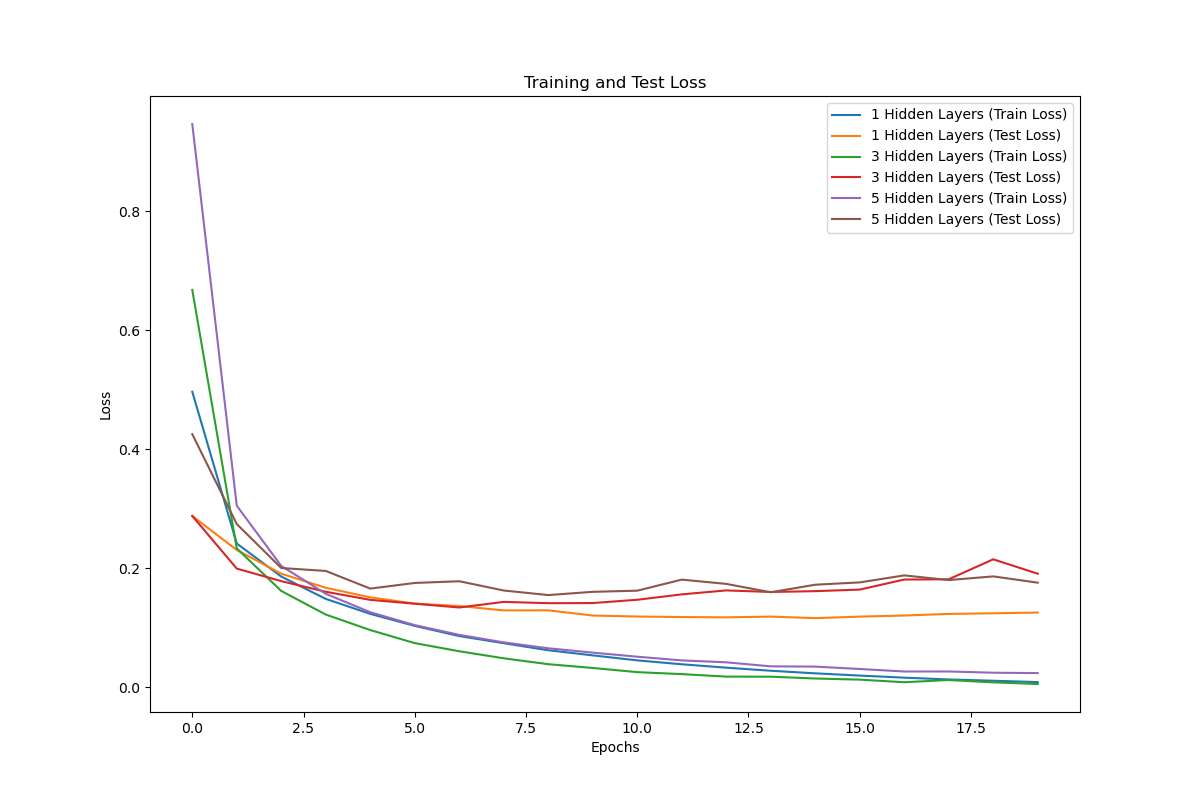 Training and Test Loss
1 Hidden Layers (Train Loss)
1 Hidden Layers (Test Loss)
3 Hidden Layers (Train Loss)
3 Hidden Layers (Test Loss)
5 Hidden Layers (Train Loss)
5 Hidden Layers (Test Loss)
0.8
0.6
0.4
0.2
0.0
Loss
0.0 2.5 5.0 7.5 10.0 12.5 15.0 17.5
Epochs